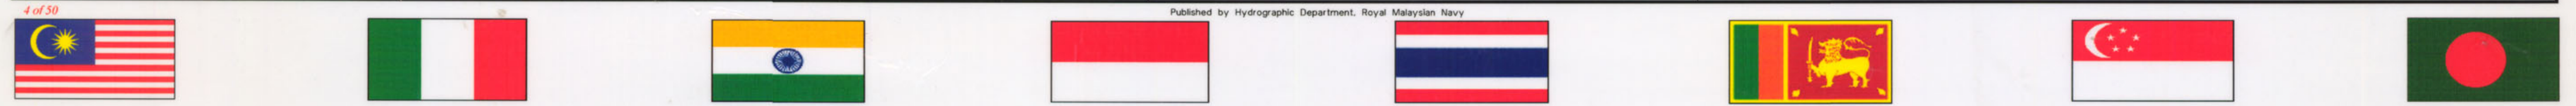 4 of 50
Published by Hydrographic Department. Royal Malaysian Navy